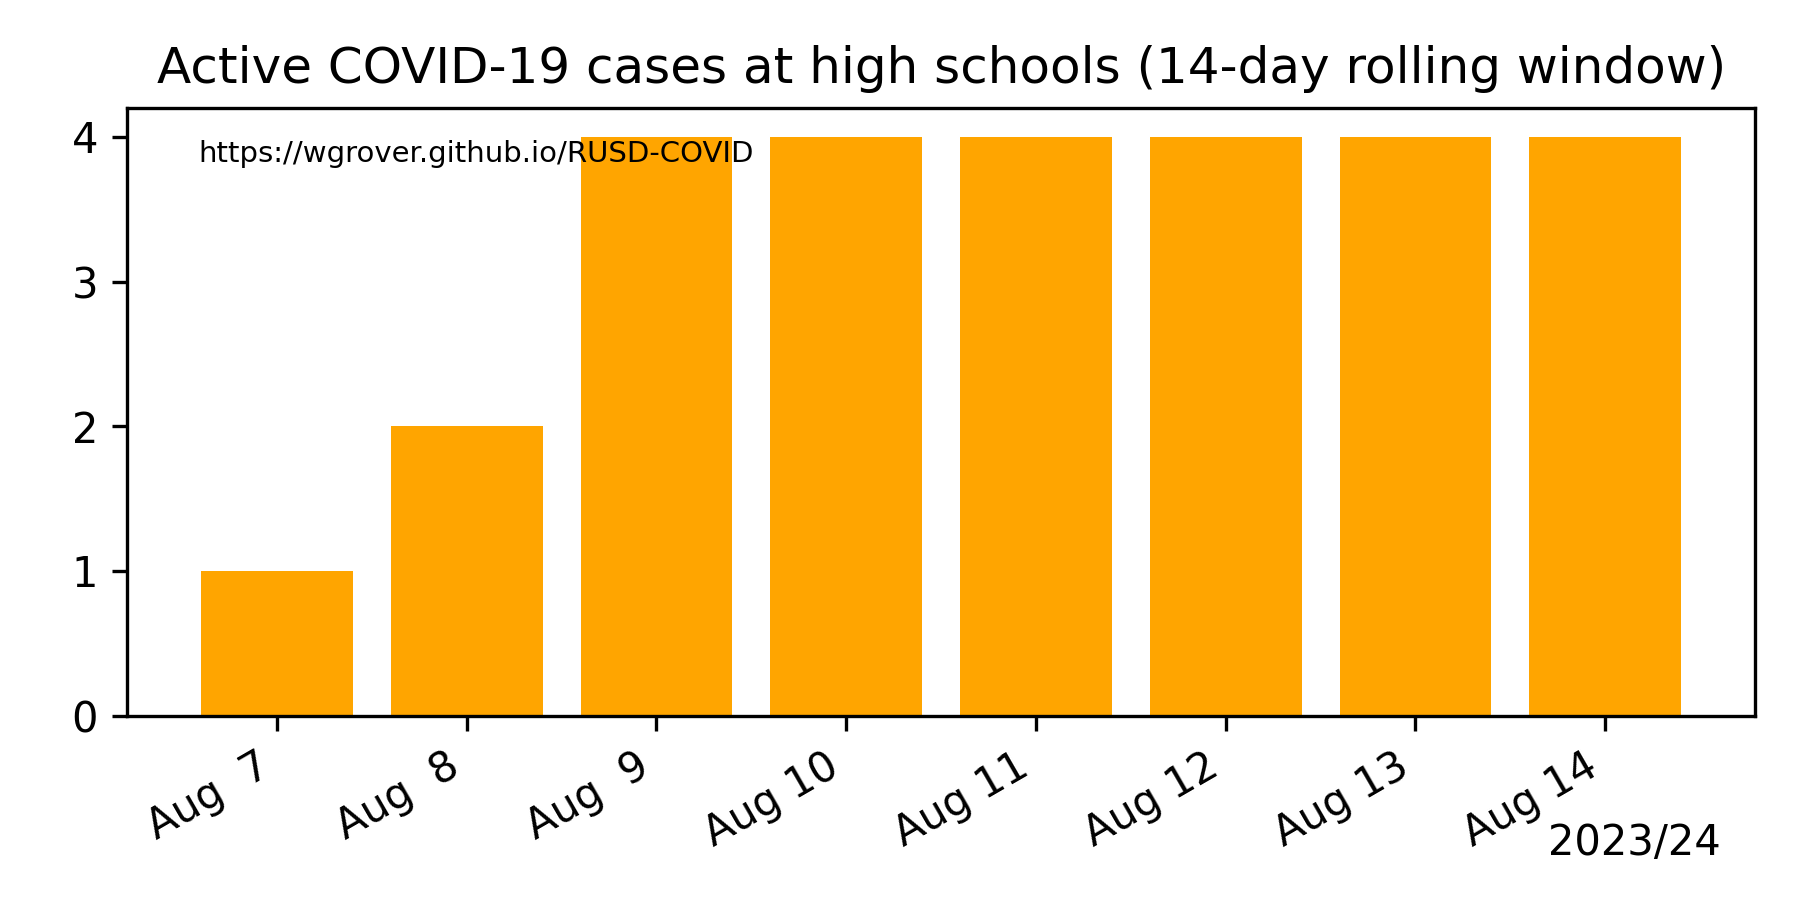 Active COVID-19 cases at high schools (14-day rolling window)
https://wgrover.github.io/RUSD-COVID
4
3
2
1
0
Aug 7
Aug 8
Aug 9
Aug 10
Aug 11
Aug 12
Aug 13
Aug 14
2023/24